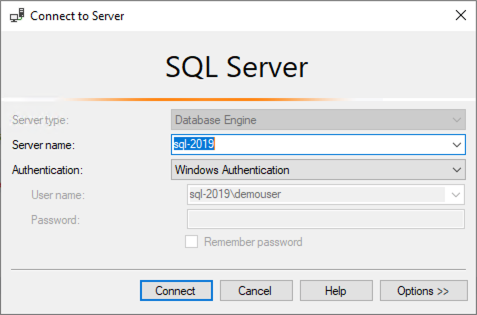 Connect to Server
SQL Server
Server type: Database Engine
Server name: sql-2019
Authentication: Windows Authentication
User name: sql-2019\demouser
Password:
Remember password
Connect Cancel Help Options >>